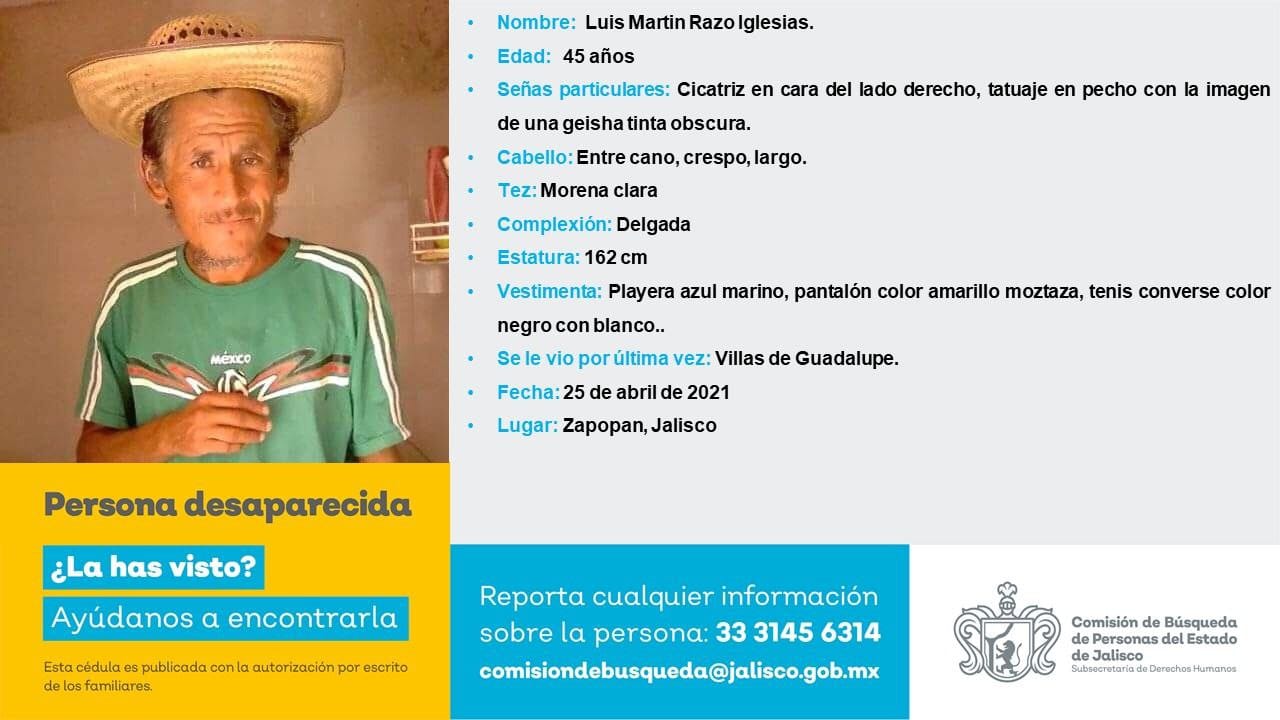 Nombre: Luis Martin Razo Iglesias.
Edad: 45 años
Señas particulares: Cicatriz en cara del lado derecho, tatuaje en pecho con la imagen
de una geisha tinta obscura.
Cabello: Entre cano, crespo, largo.
Tez: Morena clara
Complexión: Delgada
Estatura: 162 cm
Vestimenta: Playera azul marino, pantalón color amarillo moztaza, tenis converse color
negro con blanco..
Se le vio por última vez: Villas de Guadalupe.
Fecha: 25 de abril de 2021
Lugar: Zapopan, Jalisco
MÉXICO
Persona desaparecida
¿La has visto?
Ayúdanos a encontrarla
Esta cédula es publicada con la autorización por escrito
de los familiares.
Reporta cualquier información
sobre la persona: 33 3145 6314
comisiondebusqueda@jalisco.gob.mx
Comisión de Búsqueda
de Personas del Estado
de Jalisco
Subsecretaría de Derechos Humanos